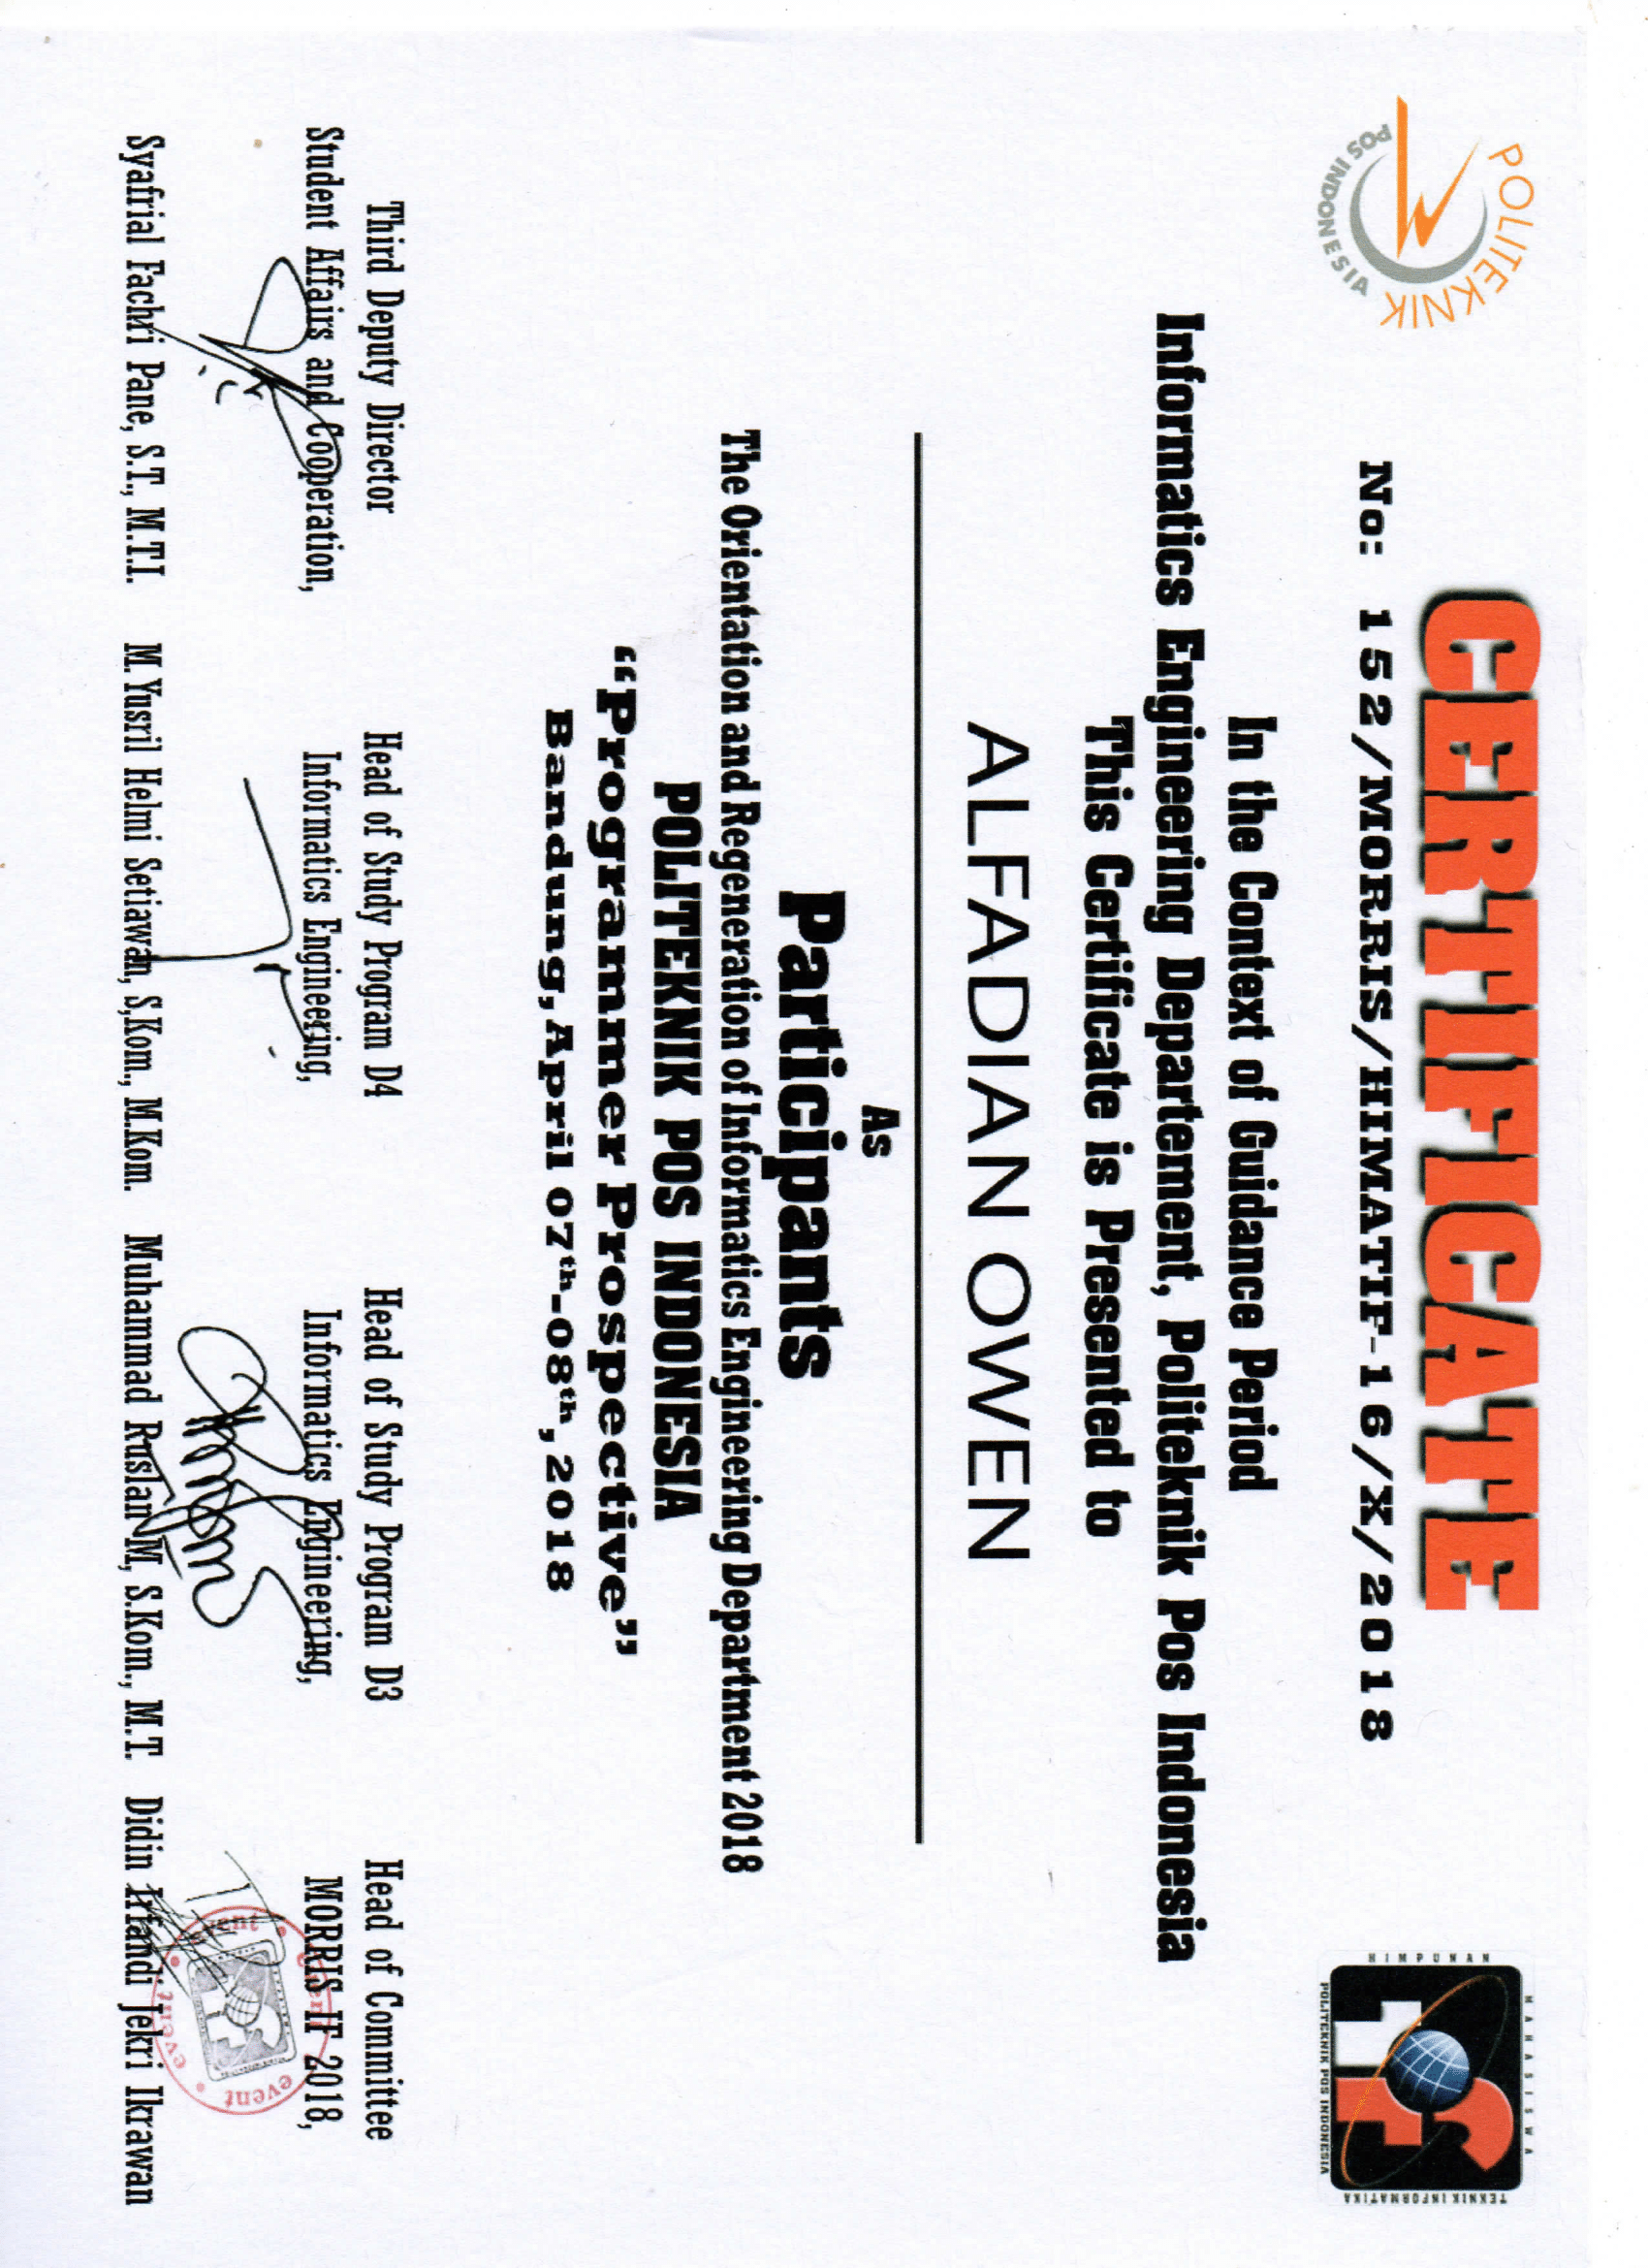 POLITEKNIK
POS INDONESIA
CERTIFICATE
No: 152/MORRIS/HIMATIF-16/X/2018
HIMPUNAN
MAHASISWA
TEKNIK INFORMATIKA
POLITEKNIK POS INDONESIA
In the Context of Guidance Period
Informatics Engineering Departement, Politeknik Pos Indonesia
This Certificate is Presented to
ALFADIAN OWEN
As
Participants
The Orientation and Regeneration of Informatics Engineering Department 2018
POLITEKNIK POS INDONESIA
“Programmer Prospective”
Bandung, April 07th-08th, 2018
Third Deputy Director
Student Affairs and Cooperation,
Syafrial Fachri Pane, S.T., M.T.I.
Head of Study Program D4
Informatics Engineering,
M. Yusril Helmi Setiawan, S,Kom., M.Kom.
Head of Study Program D3
Informatics Engineering,
Muhammad Ruslan M, S.Kom., M.T.
Head of Committee
MORRIS IF 2018,
Didin Irfandi Jekri Ikrawan
event event event event